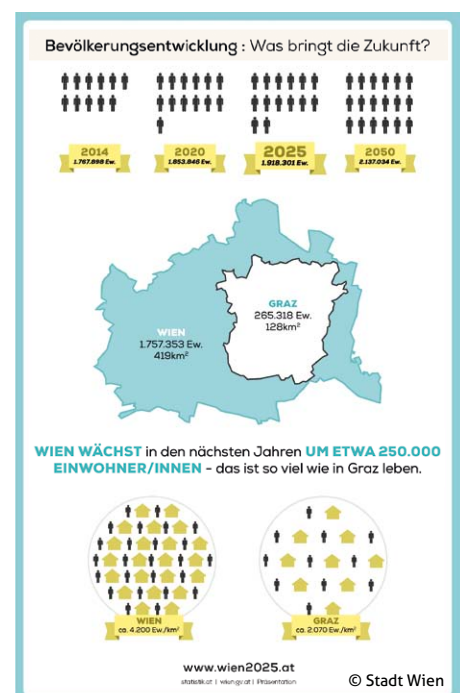 Bevölkerungsentwicklung : Was bringt die Zukunft?
2014
1.767.898 Ew.
2020
1.853.846 Ew.
2025
1.918.301 Ew.
2050
2.137.034 Ew.
GRAZ
265.318 Ew.
128km²
WIEN
1.757.353 Ew.
419km²
WIEN WÄCHST in den nächsten Jahren UM ETWA 250.000
EINWOHNER/INNEN - das ist so viel wie in Graz leben.
WIEN
ca. 4.200 Ew./km²
GRAZ
ca. 2.070 Ew./km²
www.wien2025.at
statistik.at | wien.gv.at | Präsentation
© Stadt Wien